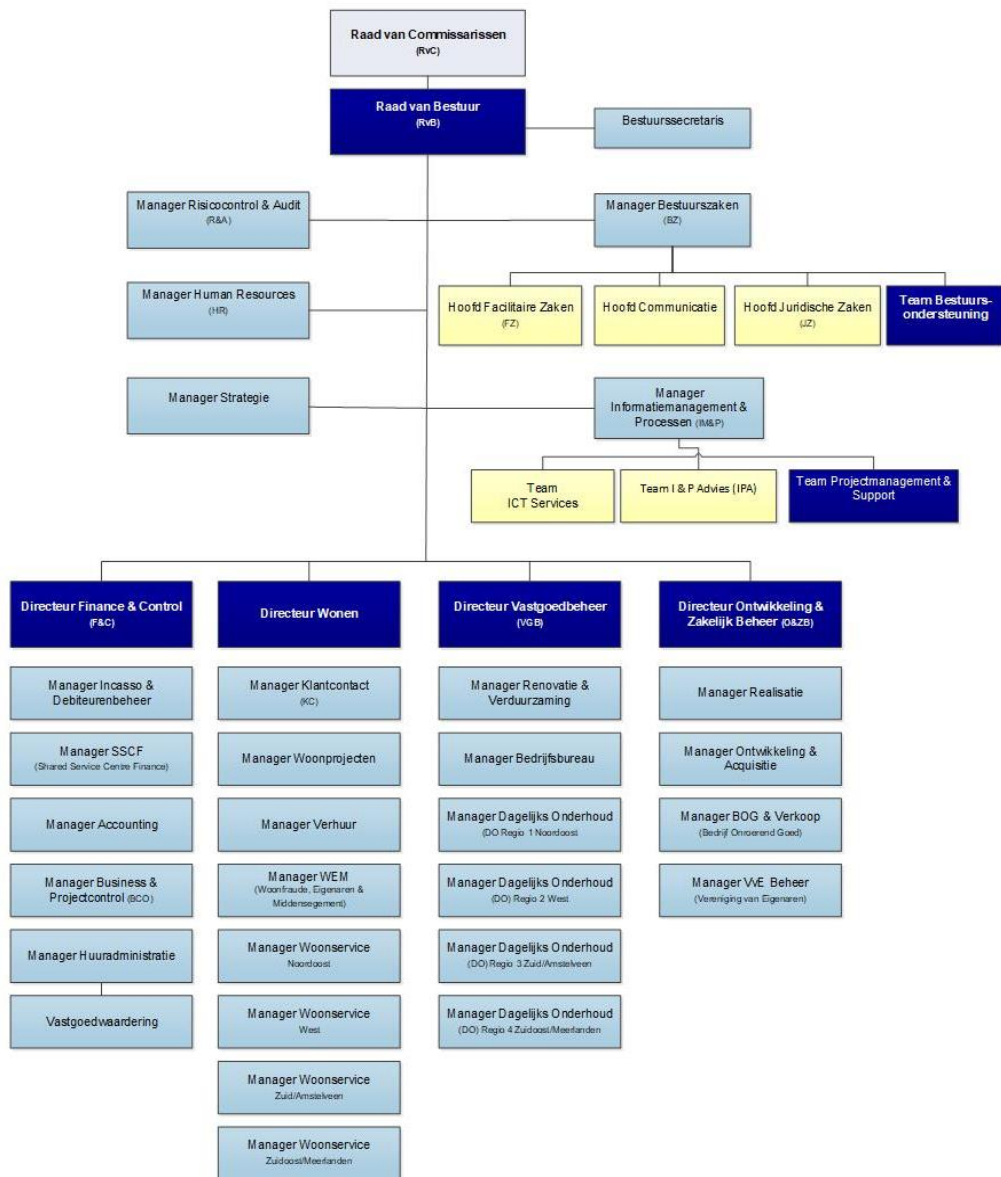 Raad van Commissarissen
(RvC)
Raad van Bestuur
(RvB)
Bestuurssecretaris
Manager Risicocontrol & Audit
(R&A)
Manager Bestuurszaken
(BZ)
Manager Human Resources
(HR)
Hoofd Facilitaire Zaken
(FZ)
Hoofd Communicatie
Hoofd Juridische Zaken
(JZ)
Team Bestuurs-
ondersteuning
Manager Strategie
Manager
Informatiemanagement &
Processen (IM&P)
Team
ICT Services
Team I & P Advies (IPA)
Team Projectmanagement &
Support
Directeur Finance & Control
(F&C)
Directeur Wonen
Directeur Vastgoedbeheer
(VGB)
Directeur Ontwikkeling &
Zakelijk Beheer (O&ZB)
Manager Incasso &
Debiteurenbeheer
Manager SSCF
(Shared Service Centre Finance)
Manager Accounting
Manager Business &
Projectcontrol (BCO)
Manager Huuradministratie
Vastgoedwaardering
Manager Klantcontact
(KC)
Manager Woonprojecten
Manager Verhuur
Manager WEM
(Woonfraude, Eigenaren &
Middensegement)
Manager Woonservice
Noordoost
Manager Woonservice
West
Manager Woonservice
Zuid/Amstelveen
Manager Woonservice
Zuidoost/Meerlanden
Manager Renovatie &
Verduurzaming
Manager Bedrijfsbureau
Manager Dagelijks Onderhoud
(DO Regio 1 Noordoost)
Manager Dagelijks Onderhoud
(DO) Regio 2 West
Manager Dagelijks Onderhoud
(DO) Regio 3 Zuid/Amstelveen
Manager Dagelijks Onderhoud
(DO) Regio 4 Zuidoost/Meerlanden
Manager Realisatie
Manager Ontwikkeling &
Acquisitie
Manager BOG & Verkoop
(Bedrijf Onroerend Goed)
Manager VvE Beheer
(Vereniging van Eigenaren)